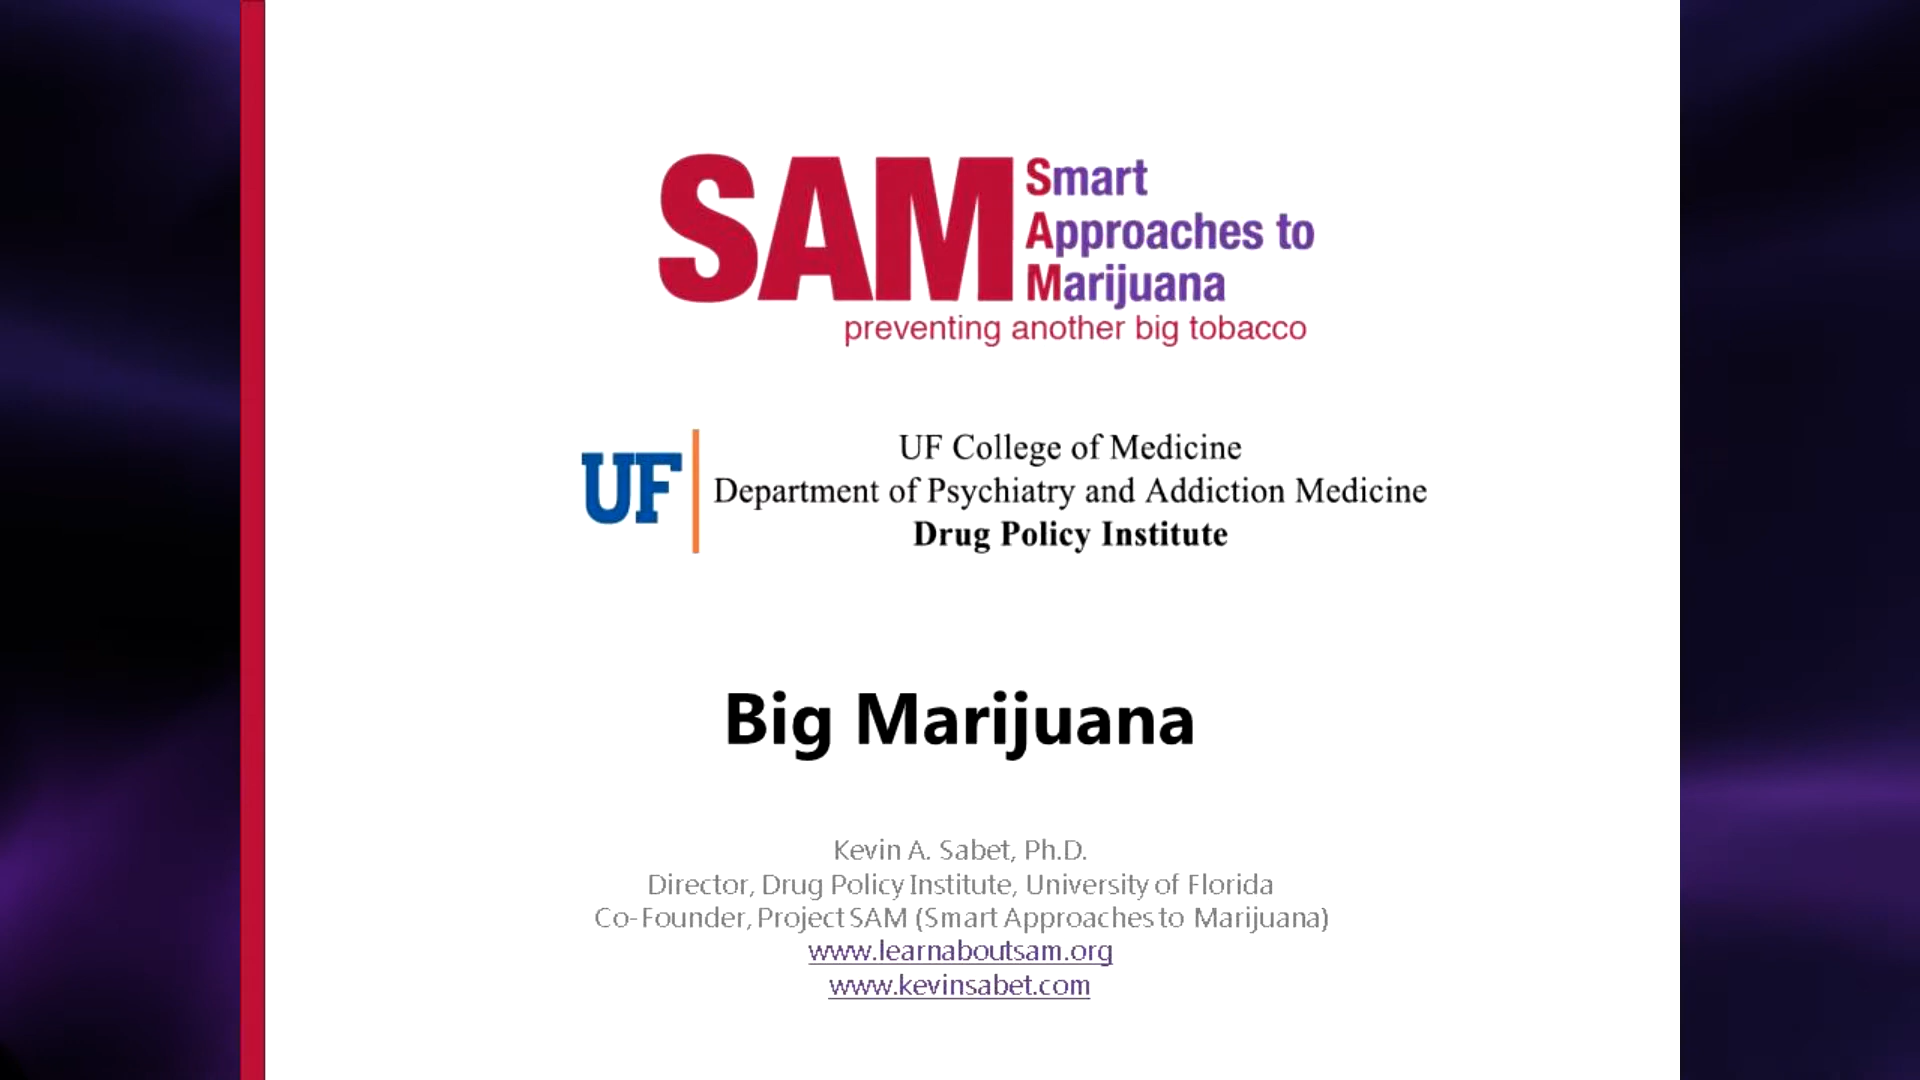 SAM
Smart
Approaches to
Marijuana
preventing another big tobacco
UF
UF College of Medicine
Department of Psychiatry and Addiction Medicine
Drug Policy Institute
Big Marijuana
Kevin A. Sabet, Ph.D.
Director, Drug Policy Institute, University of Florida
Co-Founder, Project SAM (Smart Approaches to Marijuana)
www.learnaboutsam.org
www.kevinsabet.com